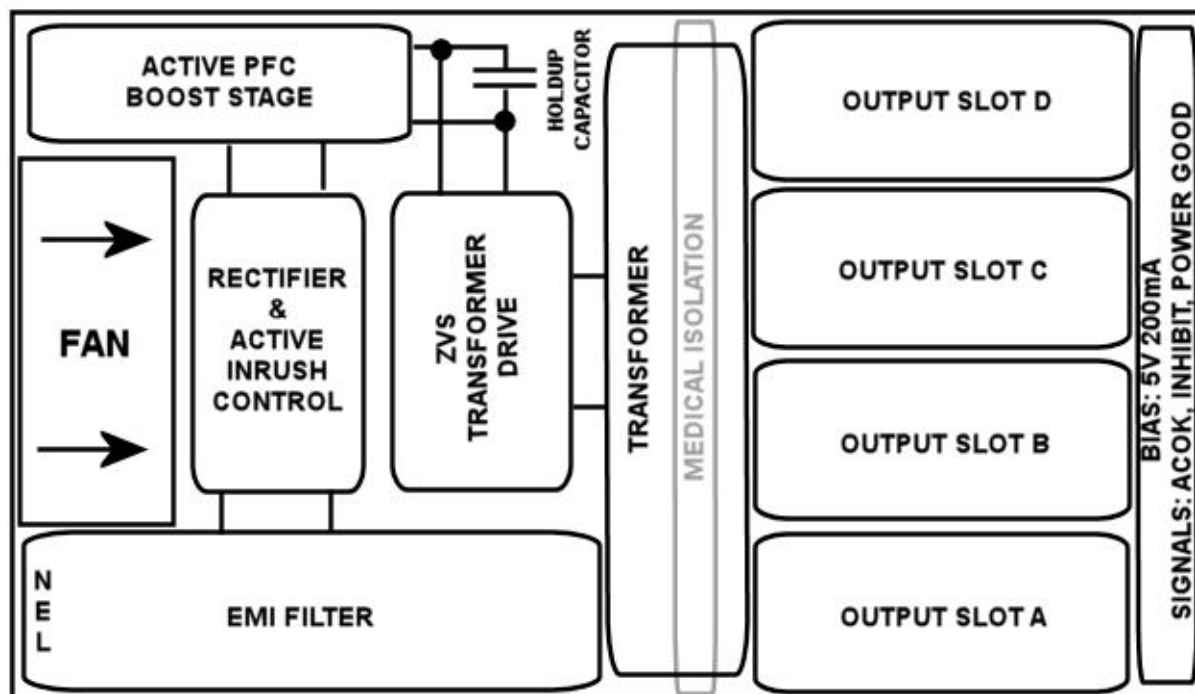 ACTIVE PFC
BOOST STAGE
HOLDUP
CAPACITOR
FAN
RECTIFIER
&
ACTIVE
INRUSH
CONTROL
ZVS
TRANSFORMER
DRIVE
N
E
L
EMI FILTER
TRANSFORMER
MEDICAL ISOLATION
OUTPUT SLOT D
OUTPUT SLOT C
OUTPUT SLOT B
OUTPUT SLOT A
BIAS: 5V 200mA
SIGNALS: ACOK, INHIBIT, POWER GOOD